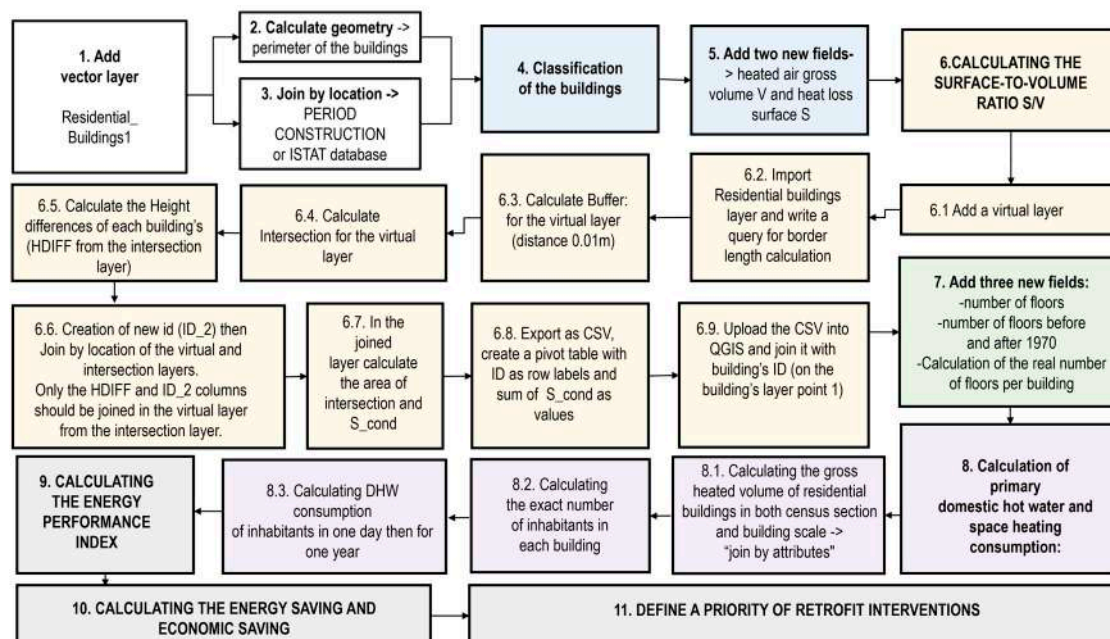 1. Add
vector layer
Residential_
Buildings1
2. Calculate geometry ->
perimeter of the buildings
3. Join by location ->
PERIOD
CONSTRUCTION
or ISTAT database
4. Classification
of the buildings
5. Add two new fields-
> heated air gross
volume V and heat loss
surface S
6.CALCULATING THE
SURFACE-TO-VOLUME
RATIO S/V
6.1 Add a virtual layer
6.2. Import
Residential buildings
layer and write a
query for border
length calculation
6.3. Calculate Buffer:
for the virtual layer
(distance 0.01m)
6.4. Calculate
Intersection for the virtual
layer
6.5. Calculate the Height
differences of each building's
(HDIFF from the intersection
layer)
6.6. Creation of new id (ID_2) then
Join by location of the virtual and
intersection layers.
Only the HDIFF and ID_2 columns
should be joined in the virtual layer
from the intersection layer.
6.7. In the
joined
layer calculate
the area of
intersection and
S_cond
6.8. Export as CSV,
create a pivot table with
ID as row labels and
sum of S_cond as
values
6.9. Upload the CSV into
QGIS and join it with
building's ID (on the
building's layer point 1)
7. Add three new fields:
-number of floors
-number of floors before
and after 1970
-Calculation of the real number
of floors per building
8. Calculation of
primary
domestic hot water and
space heating
consumption:
8.1. Calculating the gross
heated volume of residential
buildings in both census section
and building scale ->
“join by attributes"
8.2. Calculating
the exact number
of inhabitants in
each building
8.3. Calculating DHW
consumption
of inhabitants in one day then for
one year
9. CALCULATING
THE ENERGY
PERFORMANCE
INDEX
10. CALCULATING THE ENERGY SAVING AND
ECONOMIC SAVING
11. DEFINE A PRIORITY OF RETROFIT INTERVENTIONS